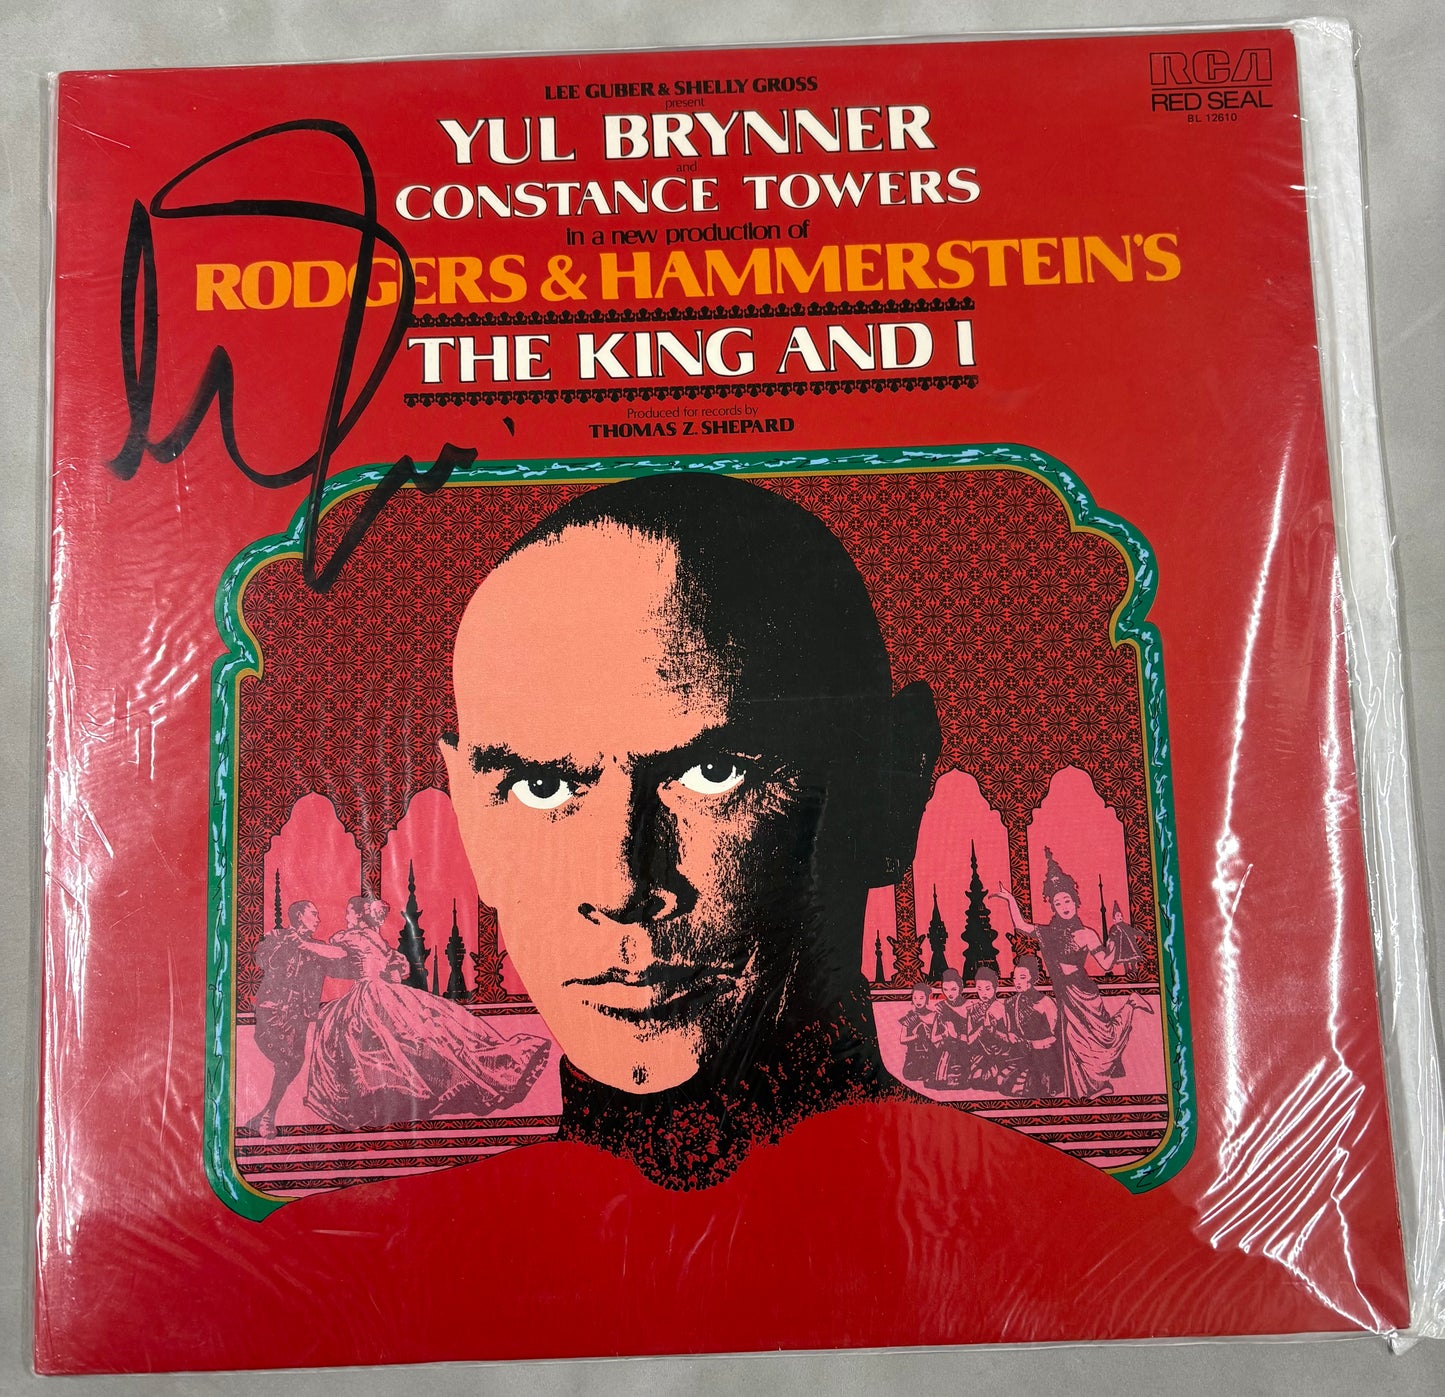 LEE GUBER & SHELLY GROSS
present
YUL BRYNNER
and
CONSTANCE TOWERS
in a new production of
RODGERS & HAMMERSTEIN'S
THE KING AND I
Produced for records by
THOMAS Z. SHEPARD
RCA
RED SEAL
BL 12610